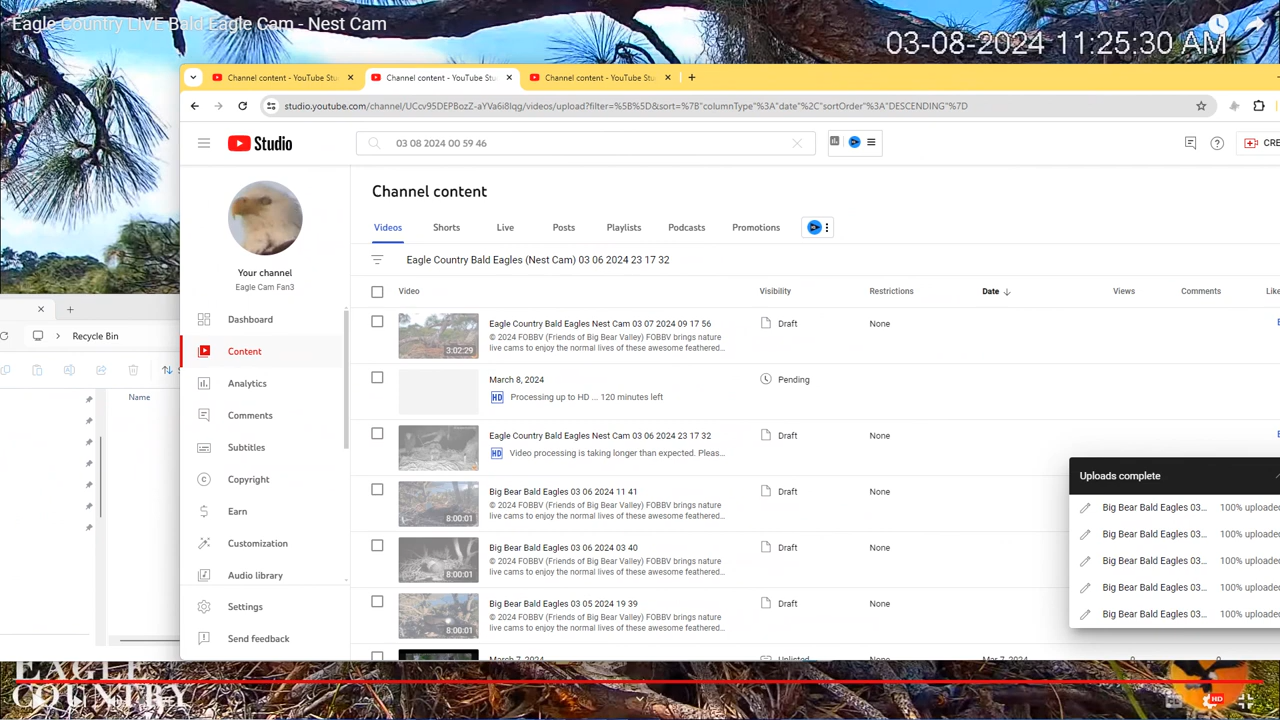 Eagle Country LIVE Bald Eagle Cam - Nest Cam
03-08-2024 11:25:30 AM
Channel content - YouTube Stu
Channel content - YouTube Stu
Channel content - YouTube Stu
studio.youtube.com/channel/UCcv95DEPBozZ-aYVa6i8lqg/videos/upload?filter=%5B%5D&sort=%7B"columnType"%3A"date"%2C"sortOrder"%3A"DESCENDING"%7D
Studio
03 08 2024 00 59 46
CRE
Channel content
Videos
Shorts
Live
Posts
Playlists
Podcasts
Promotions
Eagle Country Bald Eagles (Nest Cam) 03 06 2024 23 17 32
Your channel
Eagle Cam Fan3
Dashboard
Content
Analytics
Comments
Subtitles
Copyright
Earn
Customization
Audio library
Settings
Send feedback
Recycle Bin
Name
Video
Visibility
Restrictions
Date
Views
Comments
Like
Eagle Country Bald Eagles Nest Cam 03 07 2024 09 17 56
© 2024 FOBBV (Friends of Big Bear Valley) FOBBV brings nature
live cams to enjoy the normal lives of these awesome feathered...
3:02:29
Draft
None
March 8, 2024
HD Processing up to HD ... 120 minutes left
Pending
Eagle Country Bald Eagles Nest Cam 03 06 2024 23 17 32
HD Video processing is taking longer than expected. Pleas...
Draft
None
Big Bear Bald Eagles 03 06 2024 11 41
© 2024 FOBBV (Friends of Big Bear Valley) FOBBV brings nature
live cams to enjoy the normal lives of these awesome feathered...
8:00:01
Draft
None
Big Bear Bald Eagles 03 06 2024 03 40
© 2024 FOBBV (Friends of Big Bear Valley) FOBBV brings nature
live cams to enjoy the normal lives of these awesome feathered...
8:00:01
Draft
None
Big Bear Bald Eagles 03 05 2024 19 39
© 2024 FOBBV (Friends of Big Bear Valley) FOBBV brings nature
live cams to enjoy the normal lives of these awesome feathered...
8:00:01
Draft
None
March 7, 2024
Unlisted
None
Mar 7, 2024
0
0
Uploads complete
Big Bear Bald Eagles 03... 100% uploaded
Big Bear Bald Eagles 03... 100% uploaded
Big Bear Bald Eagles 03... 100% uploaded
Big Bear Bald Eagles 03... 100% uploaded
Big Bear Bald Eagles 03... 100% uploaded
EAGLE
COUNTRY
HD